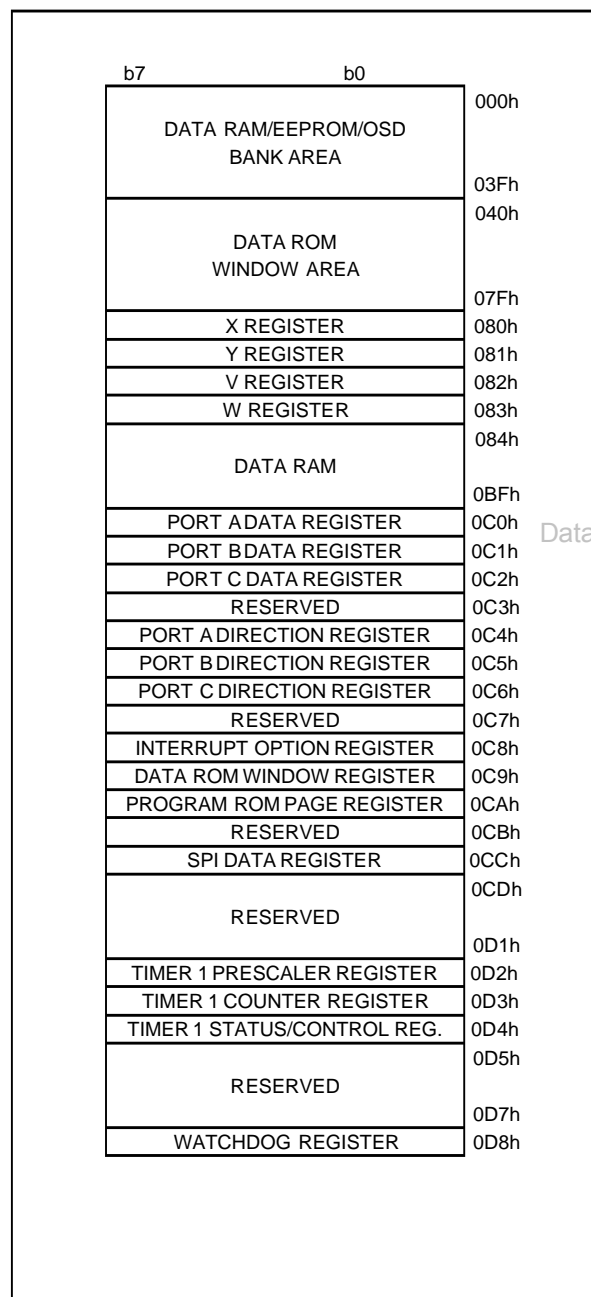 b7 b0
000h
DATA RAM/EEPROM/OSD
BANK AREA
03Fh
040h
DATA ROM
WINDOW AREA
07Fh
X REGISTER 080h
Y REGISTER 081h
V REGISTER 082h
W REGISTER 083h
084h
DATA RAM
0BFh
PORT A DATA REGISTER 0C0h
Data
PORT B DATA REGISTER 0C1h
PORT C DATA REGISTER 0C2h
RESERVED 0C3h
PORT A DIRECTION REGISTER 0C4h
PORT B DIRECTION REGISTER 0C5h
PORT C DIRECTION REGISTER 0C6h
RESERVED 0C7h
INTERRUPT OPTION REGISTER 0C8h
DATA ROM WINDOW REGISTER 0C9h
PROGRAM ROM PAGE REGISTER 0CAh
RESERVED 0CBh
SPI DATA REGISTER 0CCh
0CDh
RESERVED
0D1h
TIMER 1 PRESCALER REGISTER 0D2h
TIMER 1 COUNTER REGISTER 0D3h
TIMER 1 STATUS/CONTROL REG. 0D4h
0D5h
RESERVED
0D7h
WATCHDOG REGISTER 0D8h